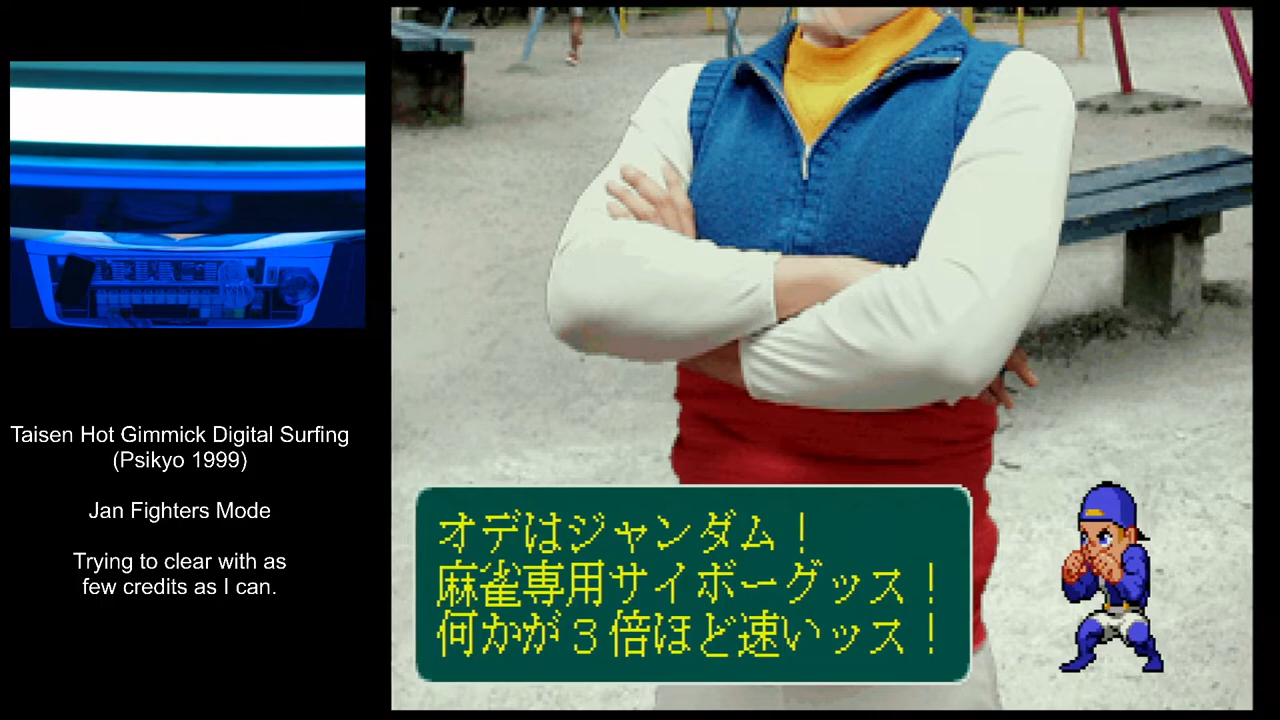 Taisen Hot Gimmick Digital Surfing
(Psikyo 1999)
Jan Fighters Mode
Trying to clear with as
few credits as I can.
オデはジャンダム！
麻雀専用サイボーグッス！
何かが３倍ほど速いッス！